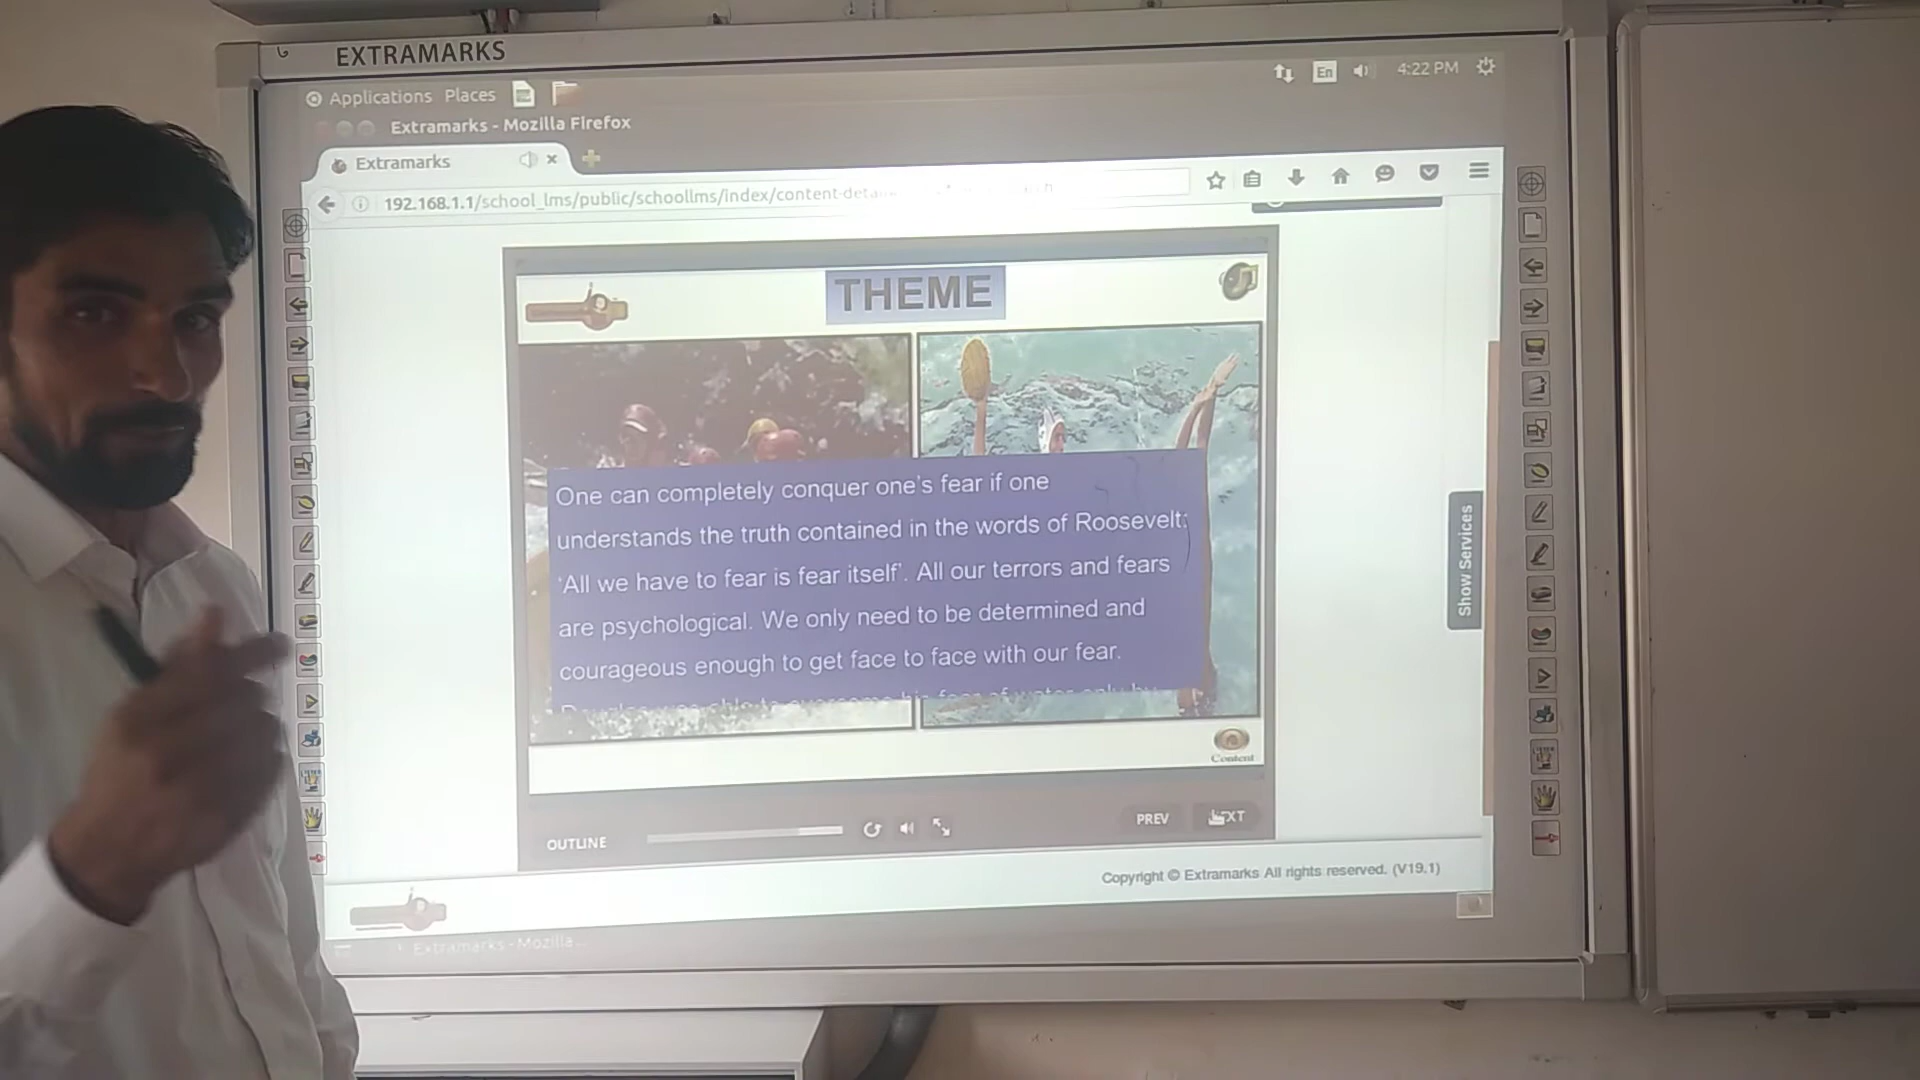 EXTRAMARKS
Applications Places
En 4:22 PM
Extramarks - Mozilla Firefox
Extramarks
192.168.1.1/school_lms/public/schoollms/index/content-deta
THEME
One can completely conquer one's fear if one
understands the truth contained in the words of Roosevelt:
'All we have to fear is fear itself'. All our terrors and fears
are psychological. We only need to be determined and
courageous enough to get face to face with our fear.
Show Services
Content
OUTLINE
PREV
Copyright © Extramarks All rights reserved. (V19.1)
Extramarks - Mozilla...